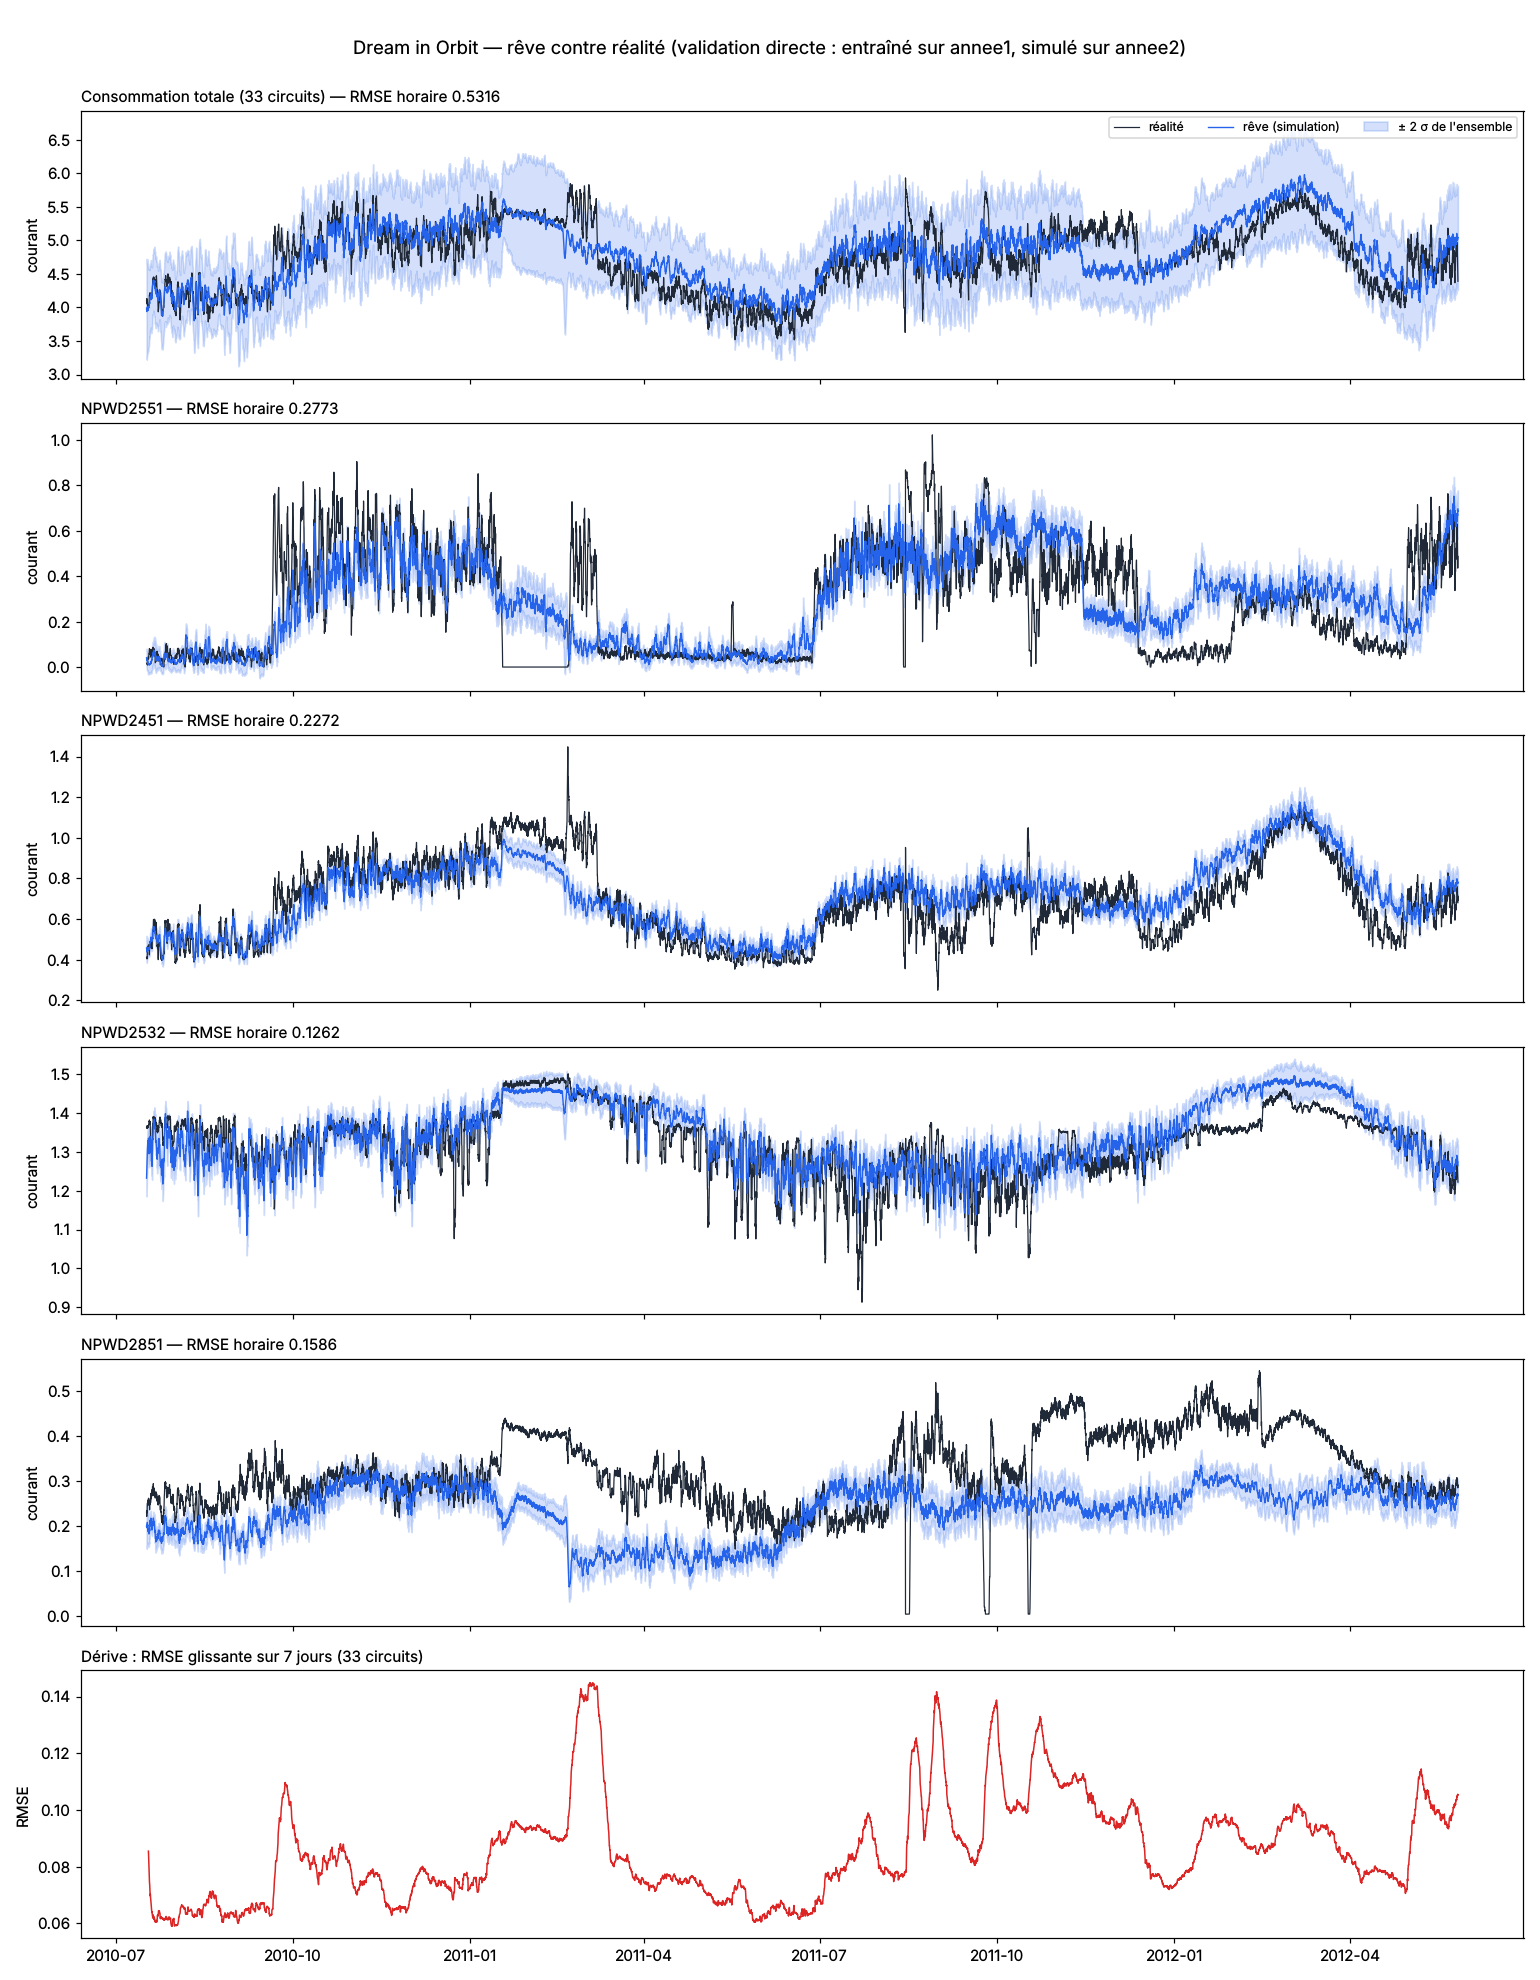 Dream in Orbit — rêve contre réalité (validation directe : entraîné sur annee1, simulé sur annee2)
Consommation totale (33 circuits) — RMSE horaire 0.5316
réalité rêve (simulation) ± 2 σ de l'ensemble
courant
6.5
6.0
5.5
5.0
4.5
4.0
3.5
3.0
NPWD2551 — RMSE horaire 0.2773
courant
1.0
0.8
0.6
0.4
0.2
0.0
NPWD2451 — RMSE horaire 0.2272
courant
1.4
1.2
1.0
0.8
0.6
0.4
0.2
NPWD2532 — RMSE horaire 0.1262
courant
1.5
1.4
1.3
1.2
1.1
1.0
0.9
NPWD2851 — RMSE horaire 0.1586
courant
0.5
0.4
0.3
0.2
0.1
0.0
Dérive : RMSE glissante sur 7 jours (33 circuits)
RMSE
0.14
0.12
0.10
0.08
0.06
2010-07 2010-10 2011-01 2011-04 2011-07 2011-10 2012-01 2012-04